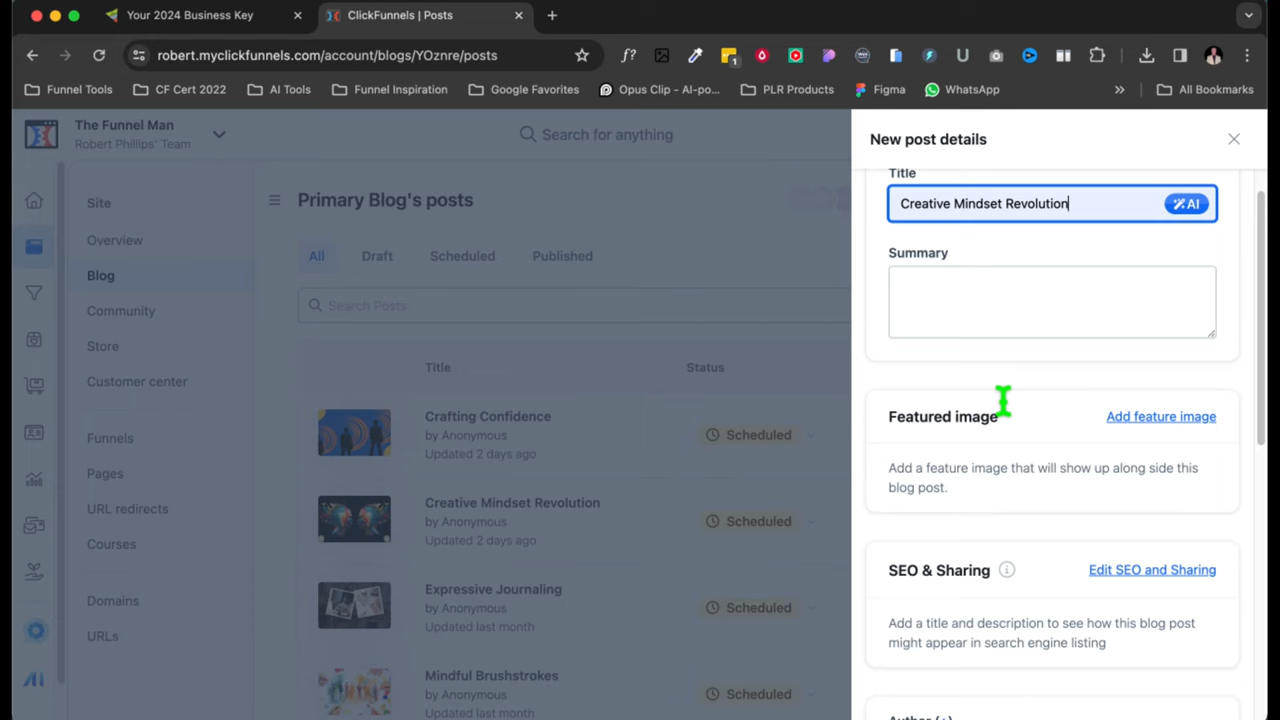 Your 2024 Business Key
ClickFunnels | Posts
robert.myclickfunnels.com/account/blogs/YOznre/posts
f?
1
U
Funnel Tools
CF Cert 2022
AI Tools
Funnel Inspiration
Google Favorites
Opus Clip - AI-po...
PLR Products
Figma
WhatsApp
»
All Bookmarks
The Funnel Man
Robert Phillips' Team
Search for anything
Site
Overview
Blog
Community
Store
Customer center
Funnels
Pages
URL redirects
Courses
Domains
URLs
Primary Blog's posts
All
Draft
Scheduled
Published
Search Posts
Title
Status
Crafting Confidence
by Anonymous
Updated 2 days ago
Scheduled
Creative Mindset Revolution
by Anonymous
Updated 2 days ago
Scheduled
Expressive Journaling
by Anonymous
Updated last month
Scheduled
Mindful Brushstrokes
by Anonymous
Updated last month
Scheduled
New post details
Title
Creative Mindset Revolution
AI
Summary
Featured image
Add feature image
Add a feature image that will show up along side this
blog post.
SEO & Sharing
Edit SEO and Sharing
Add a title and description to see how this blog post
might appear in search engine listing